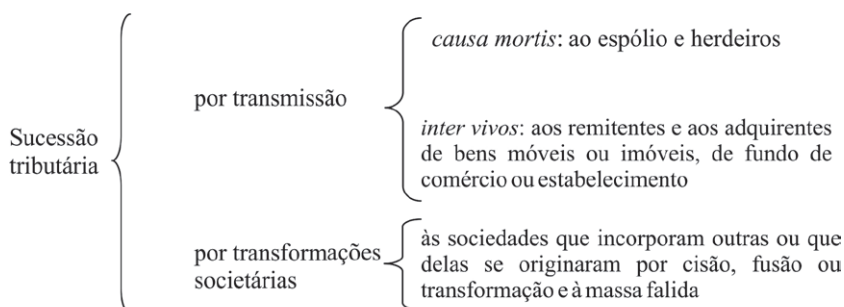 Sucessão
tributária
por transmissão
causa mortis: ao espólio e herdeiros
inter vivos: aos remitentes e aos adquirentes
de bens móveis ou imóveis, de fundo de
comércio ou estabelecimento
por transformações
societárias
às sociedades que incorporam outras ou que
delas se originaram por cisão, fusão ou
transformação e à massa falida